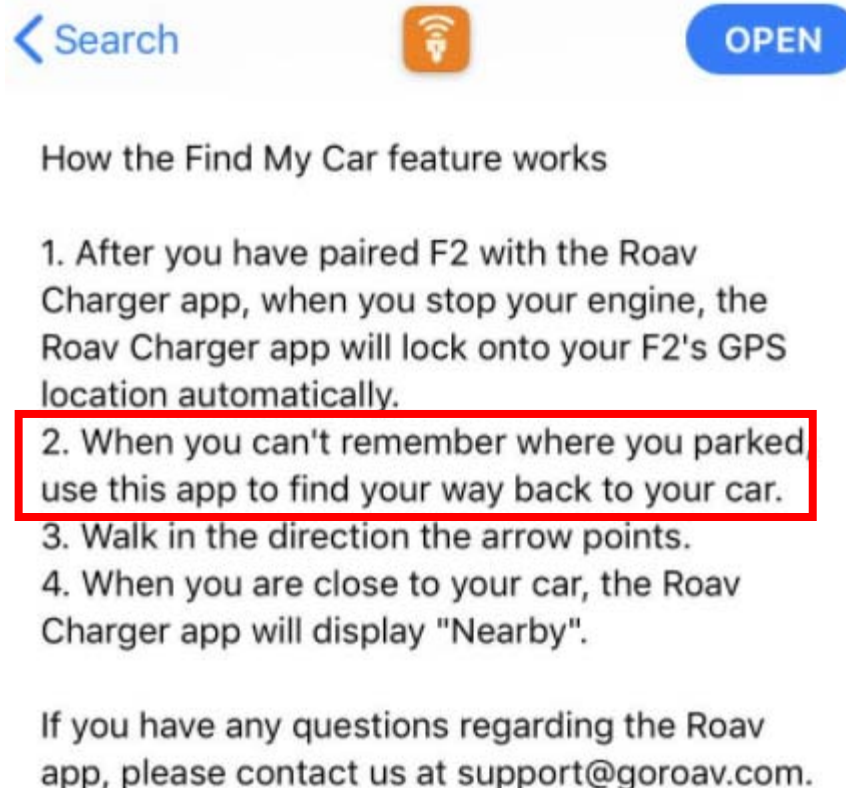 Search
OPEN
How the Find My Car feature works
1. After you have paired F2 with the Roav
Charger app, when you stop your engine, the
Roav Charger app will lock onto your F2's GPS
location automatically.
2. When you can't remember where you parked,
use this app to find your way back to your car.
3. Walk in the direction the arrow points.
4. When you are close to your car, the Roav
Charger app will display "Nearby".
If you have any questions regarding the Roav
app, please contact us at support@goroav.com.